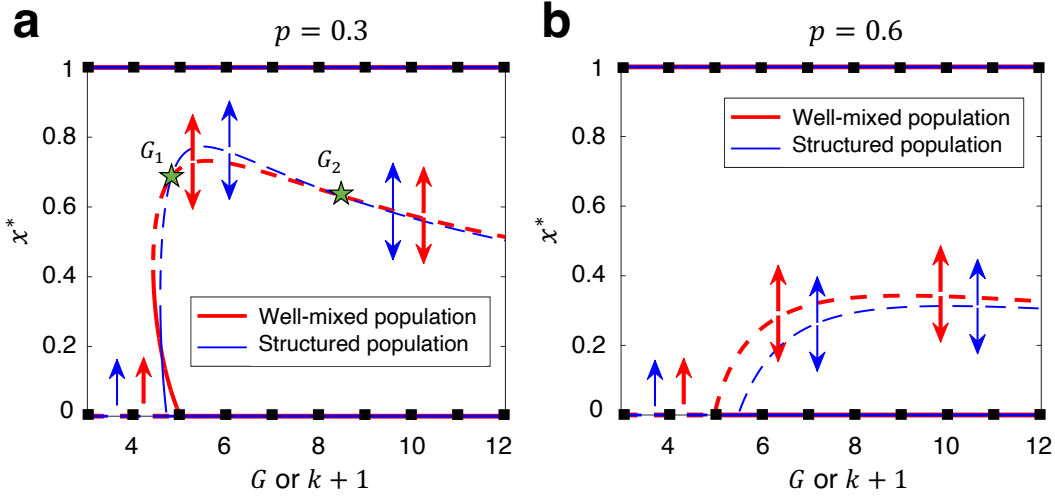 a
p = 0.3
1
0.8
0.6
0.4
0.2
0
x*
G₁
G₂
Well-mixed population
Structured population
4 6 8 10 12
G or k + 1
b
p = 0.6
1
0.8
0.6
0.4
0.2
0
x*
Well-mixed population
Structured population
4 6 8 10 12
G or k + 1